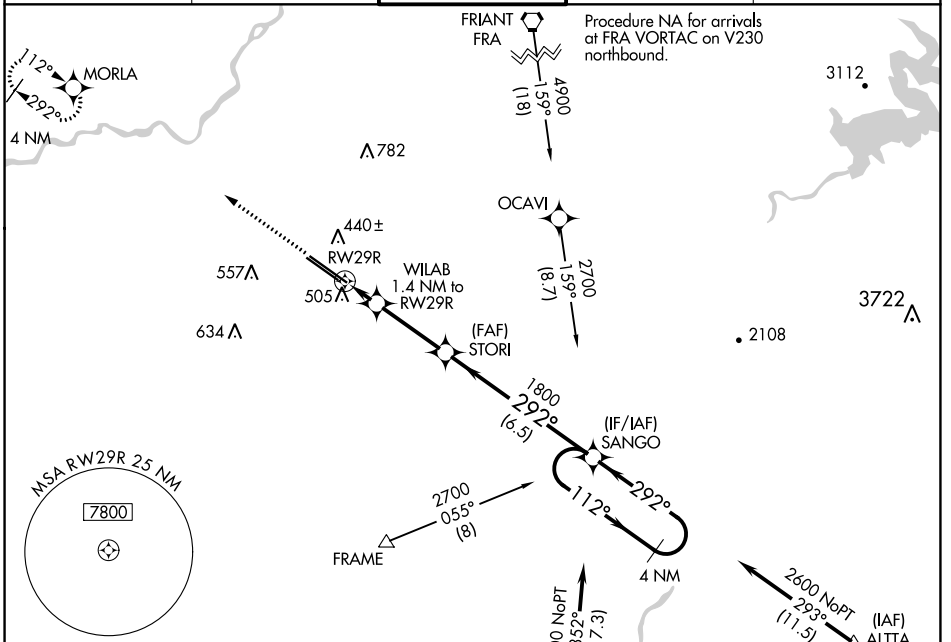 FRIANT
FRA
Procedure NA for arrivals
at FRA VORTAC on V230
northbound.
112°
MORLA
292°
4 NM
3112
4900
159°
(18)
782
OCAVI
2700
159°
(8.7)
440±
RW29R
557
505
WILAB
1.4 NM to
RW29R
634
(FAF)
STORI
3722
2108
1800
292°
(6.5)
(IF/IAF)
SANGO
MSA RW29R 25 NM
7800
112°
292°
4 NM
2700
055°
(8)
FRAME
NoPT
2600 NoPT
293°
(11.5)
(IAF)